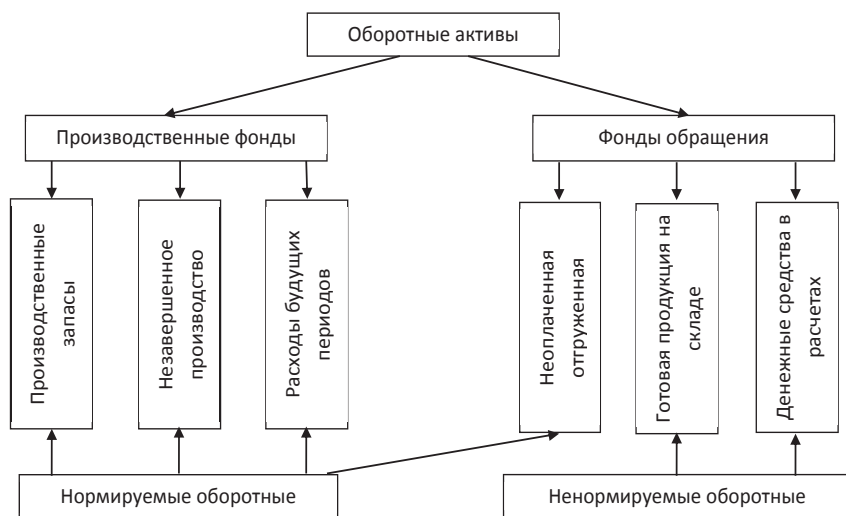 Оборотные активы
Производственные фонды
Фонды обращения
Производственные
запасы
Незавершенное
производство
Расходы будущих
периодов
Неоплаченная
отгруженная
Готовая продукция на
складе
Денежные средства в
расчетах
Нормируемые оборотные
Ненормируемые оборотные